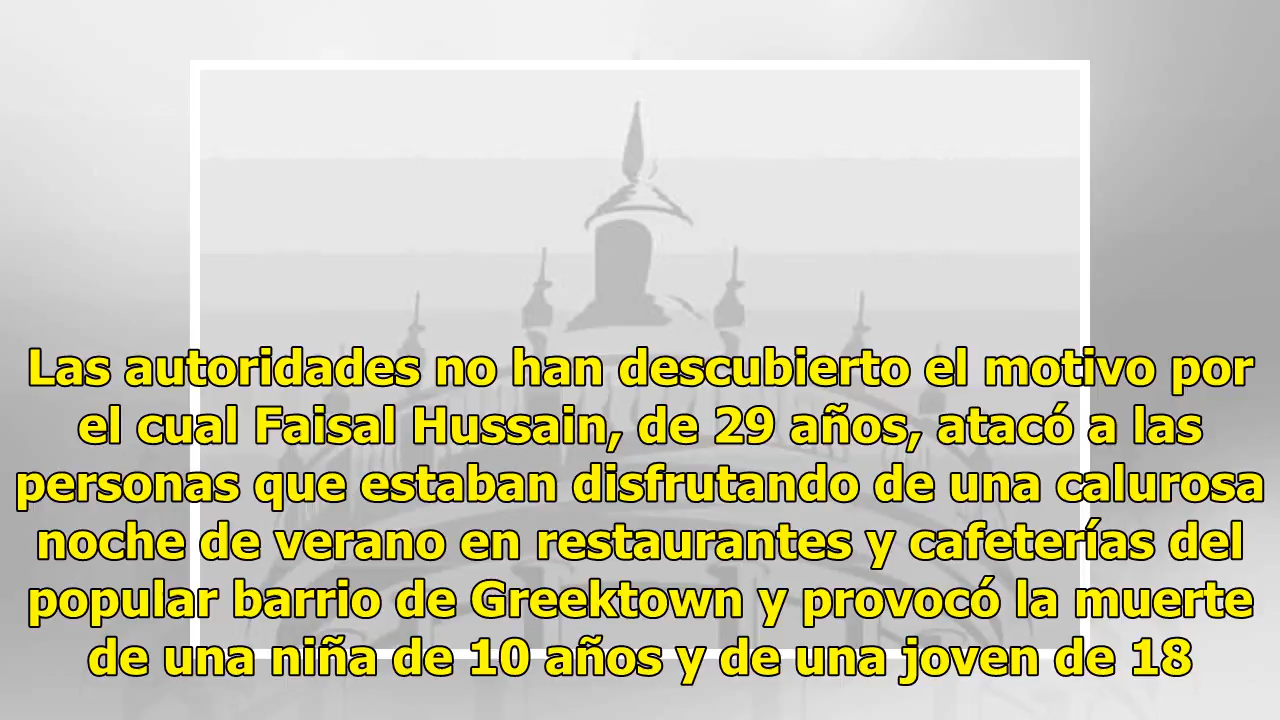 Las autoridades no han descubierto el motivo por
el cual Faisal Hussain, de 29 años, atacó a las
personas que estaban disfrutando de una calurosa
noche de verano en restaurantes y cafeterías del
popular barrio de Greektown y provocó la muerte
de una niña de 10 años y de una joven de 18